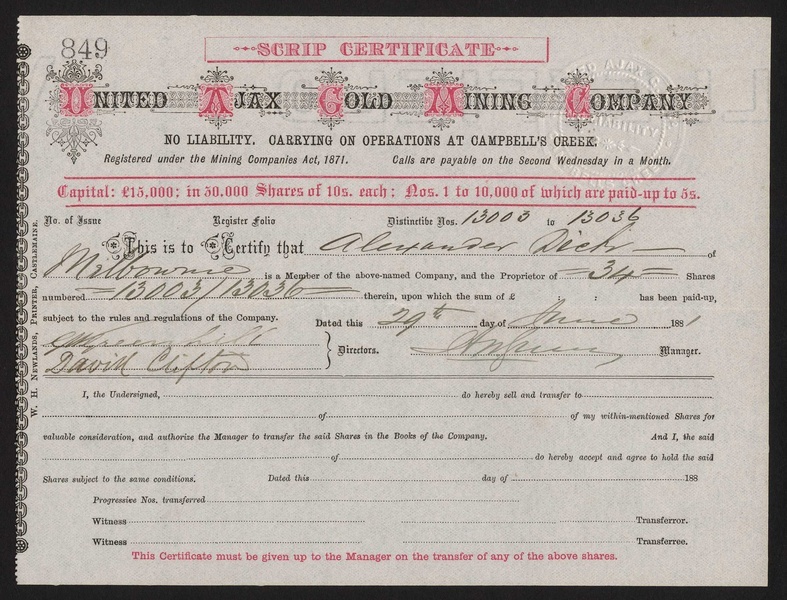 849
SCRIP CERTIFICATE
UNITED AJAX GOLD MINING COMPANY
NO LIABILITY. CARRYING ON OPERATIONS AT CAMPBELL'S CREEK.
Registered under the Mining Companies Act, 1871. Calls are payable on the Second Wednesday in a Month.
Capital: £15,000: in 30,000 Shares of 10s. each: Nos. 1 to 10,000 of which are paid-up to 5s.
No. of Issue Register Folio Distinctive Nos. 13003 to 13036
This is to Certify that Alexander Dick of
Melbourne is a Member of the above-named Company, and the Proprietor of 34 Shares
numbered 13003/13036 therein, upon which the sum of £ : : has been paid-up,
subject to the rules and regulations of the Company. Dated this 29th day of June 1881
David Clifton
Directors. Manager.
I, the Undersigned, do hereby sell and transfer to
of of my within-mentioned Shares for
valuable consideration, and authorize the Manager to transfer the said Shares in the Books of the Company. And I, the said
of do hereby accept and agree to hold the said
Shares subject to the same conditions. Dated this day of 188
Progressive Nos. transferred
Witness Transferror.
Witness Transferee.
This Certificate must be given up to the Manager on the transfer of any of the above shares.
W. H. NEWLANDS, PRINTER, CASTLEMAINE.